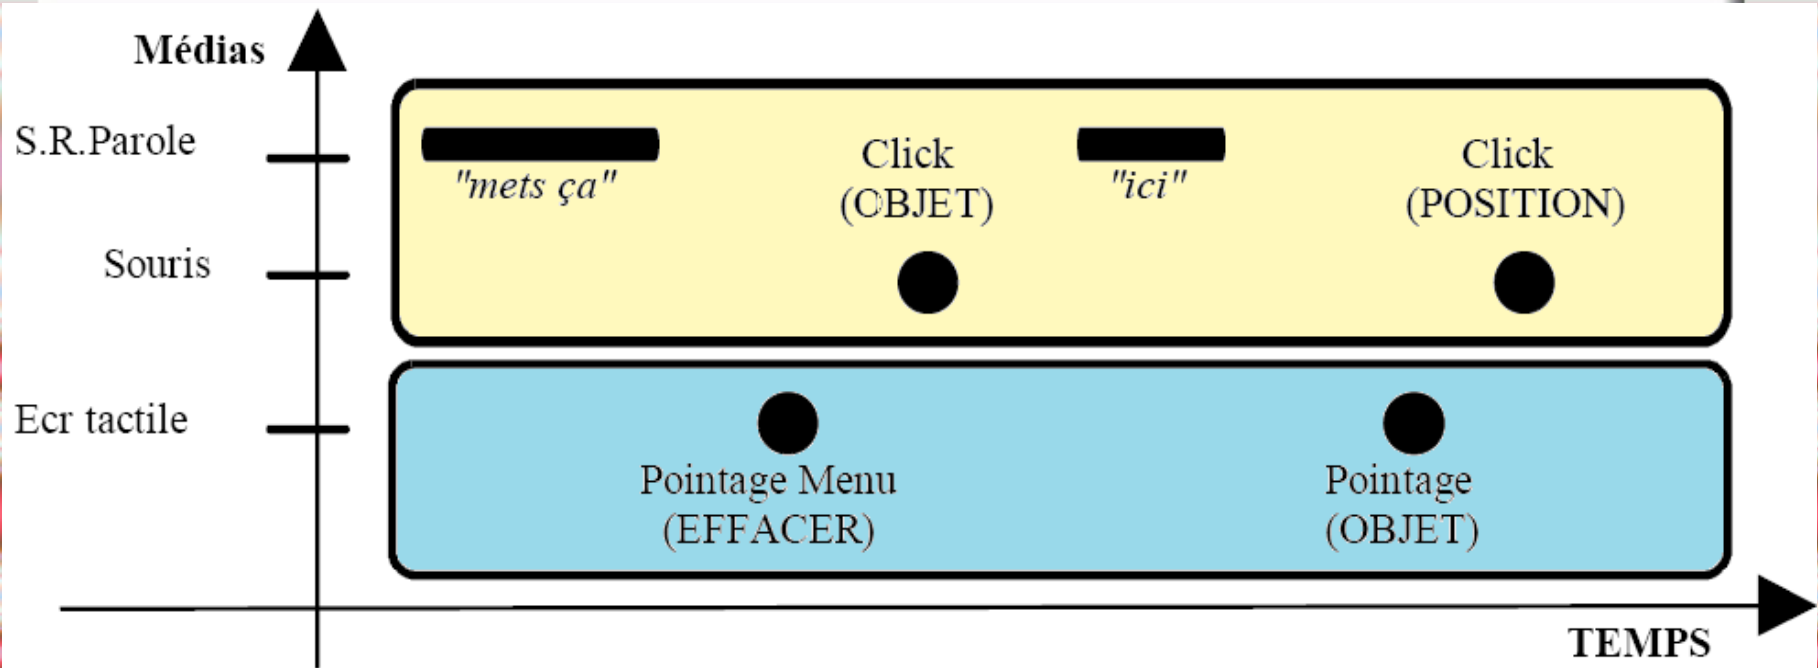 Médias
S.R.Parole
"mets ça"
Click
(OBJET)
"ici"
Click
(POSITION)
Souris
Ecr tactile
Pointage Menu
(EFFACER)
Pointage
(OBJET)
TEMPS